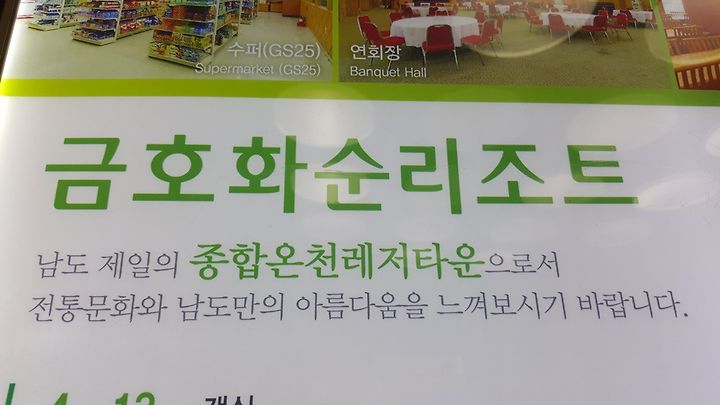 수퍼(GS25)
Supermarket (GS25)
연회장
Banquet Hall
금호화순리조트
남도 제일의 종합온천레저타운으로서
전통문화와 남도만의 아름다움을 느껴보시기 바랍니다.